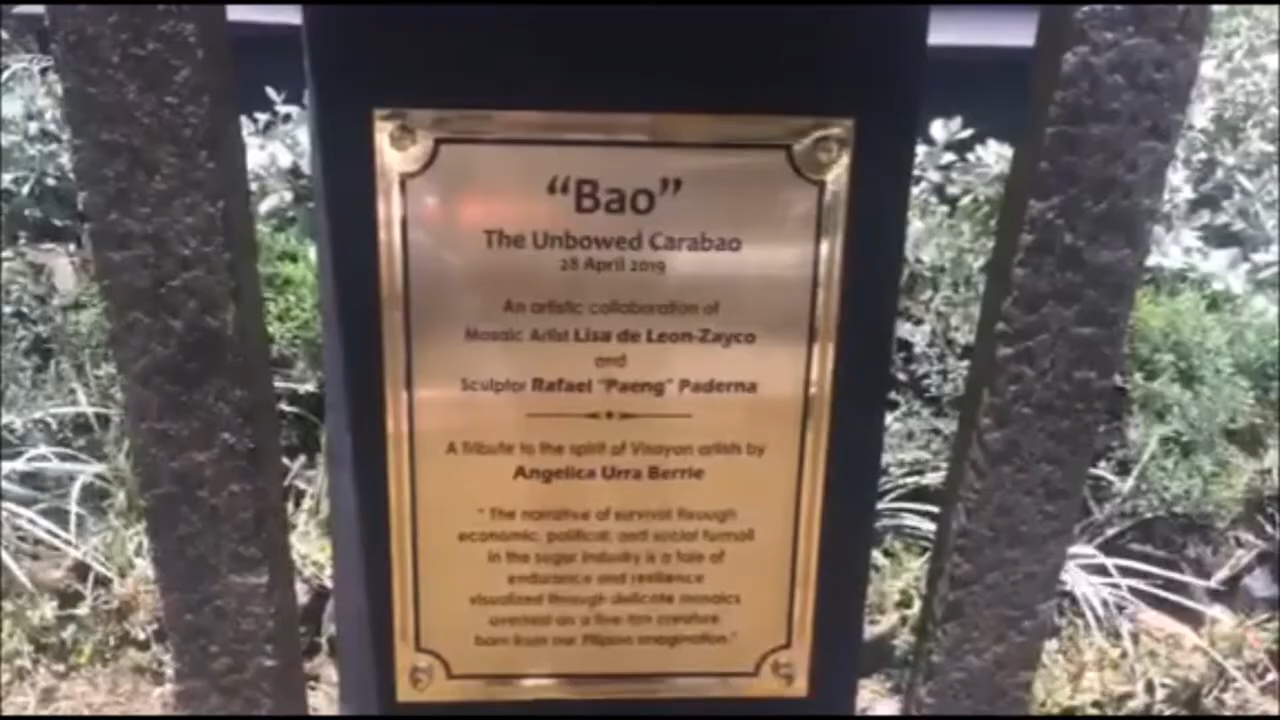 “Bao”
The Unbowed Carabao
28 April 2019
An artistic collaboration of
Mosaic Artist Lisa de Leon-Zayco
and
Sculptor Rafael "Paeng" Paderna
A Tribute to the spirit of Visayan artists by
Angelica Urra Berrie
" The narrative of survival through
economic, political, and social turmoil
in the sugar industry is a tale of
endurance and resilience
visualized through delicate mosaics
as a five ton creature
born from our Filipino imagination."